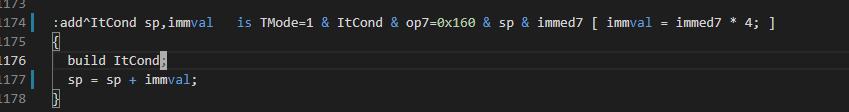 1173
1174 :add^ItCond sp,immval is TMode=1 & ItCond & op7=0x160 & sp & immed7 [ immval = immed7 * 4; ]
1175 {
1176 build ItCond;
1177 sp = sp + immval;
1178 }